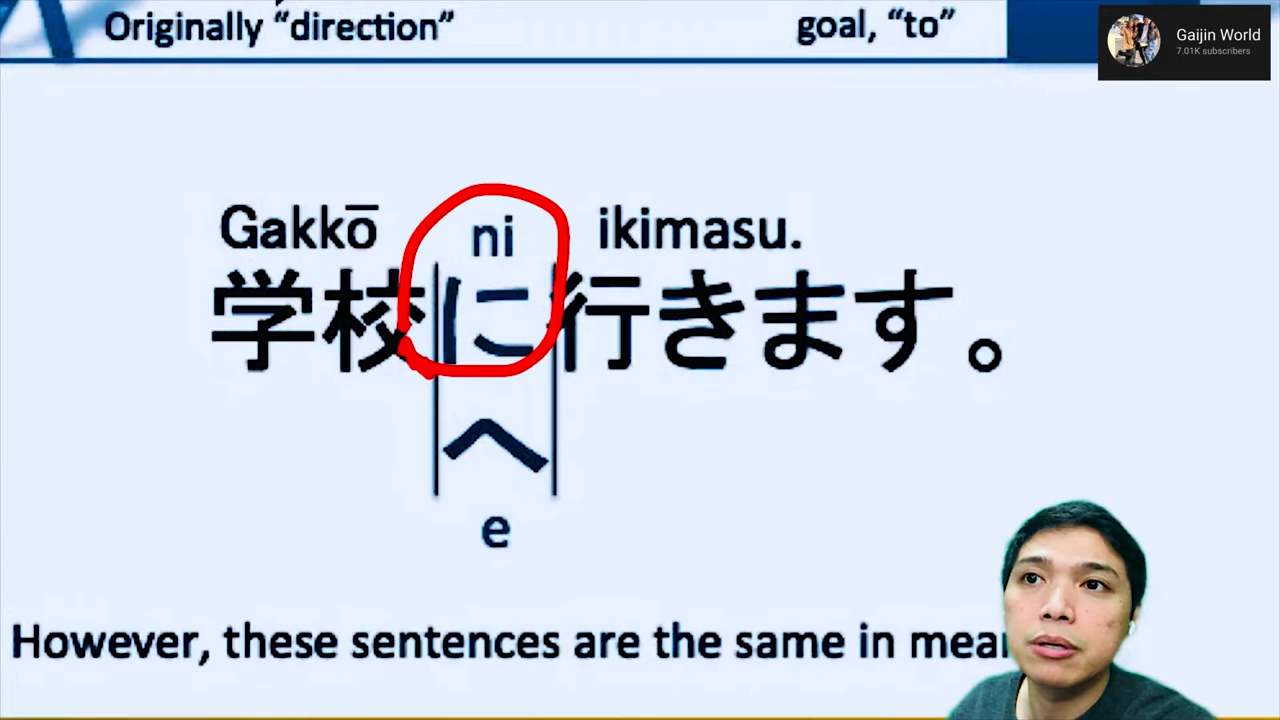 Originally “direction”
goal, “to”
Gaijin World
7.01K subscribers
Gakkō ni ikimasu.
学校に行きます。
へ
e
However, these sentences are the same in